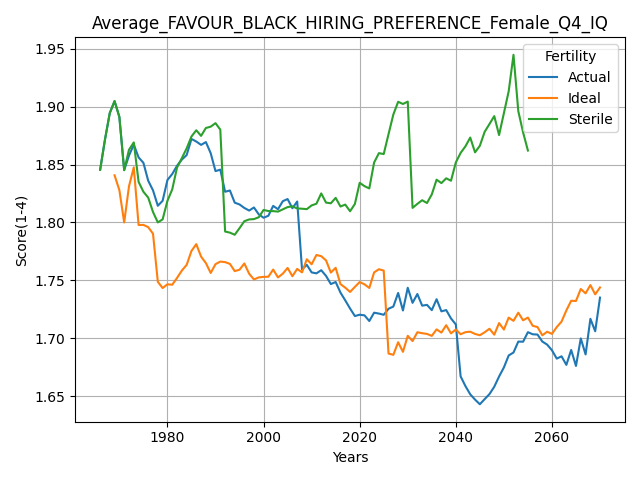 Average_FAVOUR_BLACK_HIRING_PREFERENCE_Female_Q4_IQ
Score(1-4)
1.95
1.90
1.85
1.80
1.75
1.70
1.65
Fertility
Actual
Ideal
Sterile
1980
2000
2020
2040
2060
Years